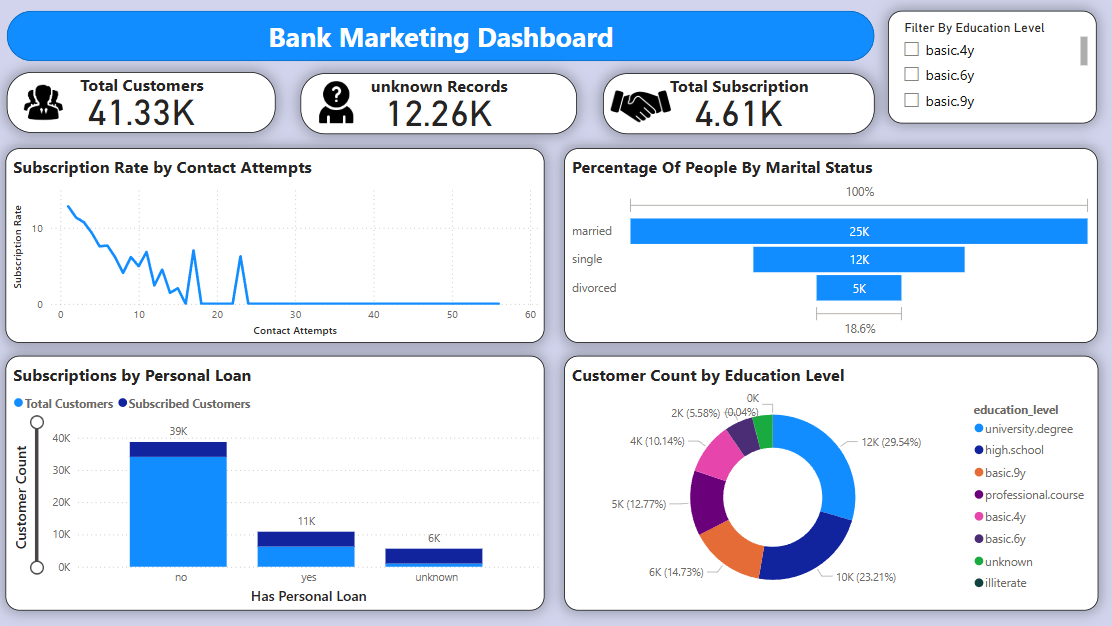 Bank Marketing Dashboard
Filter By Education Level
basic.4y
basic.6y
basic.9y
Total Customers
41.33K
unknown Records
12.26K
Total Subscription
4.61K
Subscription Rate by Contact Attempts
Subscription Rate
10
0
0 10 20 30 40 50 60
Contact Attempts
Percentage Of People By Marital Status
100%
married 25K
single 12K
divorced 5K
18.6%
Subscriptions by Personal Loan
Total Customers Subscribed Customers
Customer Count
40K
30K
20K
10K
0K
39K
11K
6K
no yes unknown
Has Personal Loan
Customer Count by Education Level
0K
(0.04%)
2K (5.58%)
4K (10.14%)
12K (29.54%)
5K (12.77%)
6K (14.73%)
10K (23.21%)
education_level
university.degree
high.school
basic.9y
professional.course
basic.4y
basic.6y
unknown
illiterate